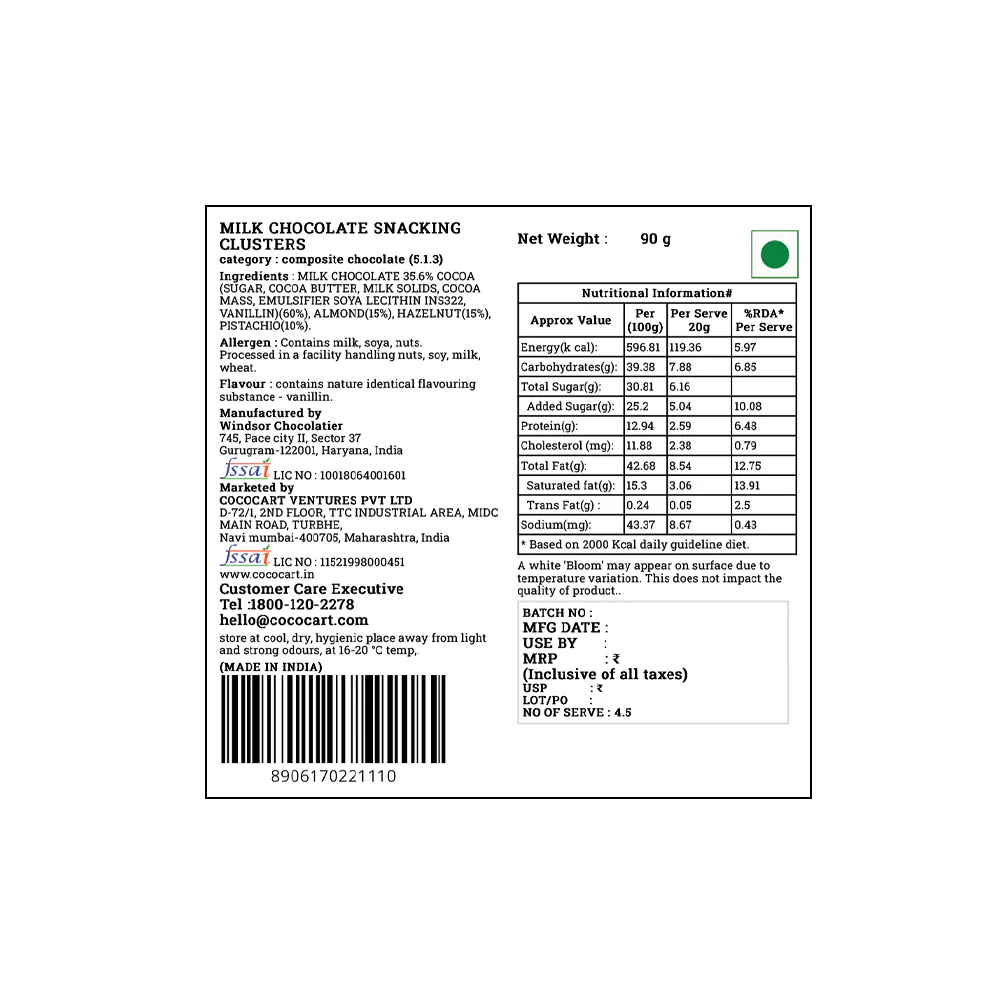 MILK CHOCOLATE SNACKING
CLUSTERS
category : composite chocolate (5.1.3)
Ingredients : MILK CHOCOLATE 35.6% COCOA
(SUGAR, COCOA BUTTER, MILK SOLIDS, COCOA
MASS, EMULSIFIER SOYA LECITHIN INS322,
VANILLIN)(60%), ALMOND(15%), HAZELNUT(15%),
PISTACHIO(10%).
Allergen : Contains milk, soya, nuts.
Processed in a facility handling nuts, soy, milk,
wheat.
Flavour : contains nature identical flavouring
substance - vanillin.
Manufactured by
Windsor Chocolatier
745, Pace city II, Sector 37
Gurugram-122001, Haryana, India
fssai LIC NO : 10018064001601
Marketed by
COCOCART VENTURES PVT LTD
D-72/1, 2ND FLOOR, TTC INDUSTRIAL AREA, MIDC
MAIN ROAD, TURBHE,
Navi mumbai-400705, Maharashtra, India
fssai LIC NO : 11521998000451
www.cococart.in
Customer Care Executive
Tel :1800-120-2278
hello@cococart.com
store at cool, dry, hygienic place away from light
and strong odours, at 16-20 °C temp,.
(MADE IN INDIA)
8906170221110
Net Weight : 90 g
Nutritional Information#
Approx Value Per (100g) Per Serve 20g %RDA* Per Serve
Energy(k cal): 596.81 119.36 5.97
Carbohydrates(g): 39.38 7.88 6.85
Total Sugar(g): 30.81 6.16
Added Sugar(g): 25.2 5.04 10.08
Protein(g): 12.94 2.59 6.48
Cholesterol (mg): 11.88 2.38 0.79
Total Fat(g): 42.68 8.54 12.75
Saturated fat(g): 15.3 3.06 13.91
Trans Fat(g) : 0.24 0.05 2.5
Sodium(mg): 43.37 8.67 0.43
* Based on 2000 Kcal daily guideline diet.
A white 'Bloom' may appear on surface due to
temperature variation. This does not impact the
quality of product..
BATCH NO :
MFG DATE :
USE BY :
MRP : ₹
(Inclusive of all taxes)
USP : ₹
LOT/PO :
NO OF SERVE : 4.5